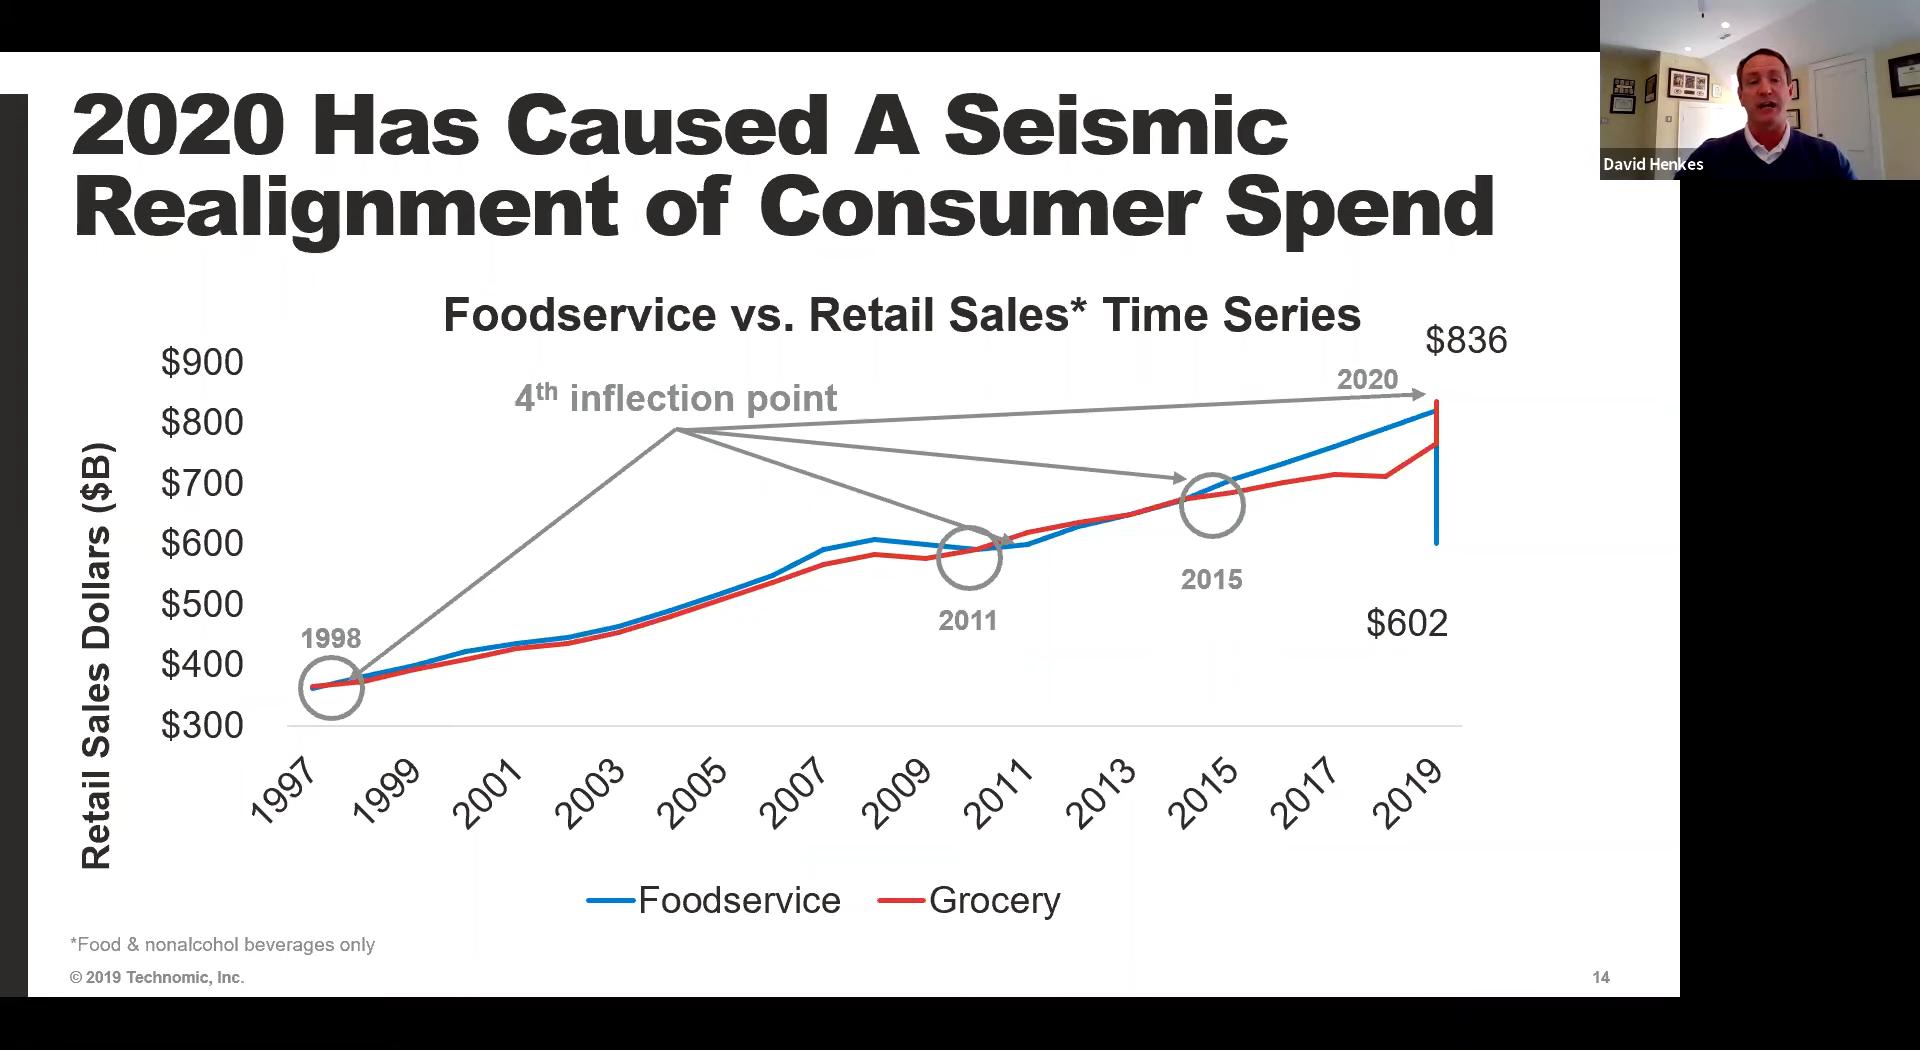 2020 Has Caused A Seismic
Realignment of Consumer Spend
David Henkes
Foodservice vs. Retail Sales* Time Series
$836
$900
$800
$700
$600
$500
$400
$300
Retail Sales Dollars ($B)
4th inflection point
2020
1998
2011
2015
$602
1997
1999
2001
2003
2005
2007
2009
2011
2013
2015
2017
2019
Foodservice
Grocery
*Food & nonalcohol beverages only
© 2019 Technomic, Inc.
14